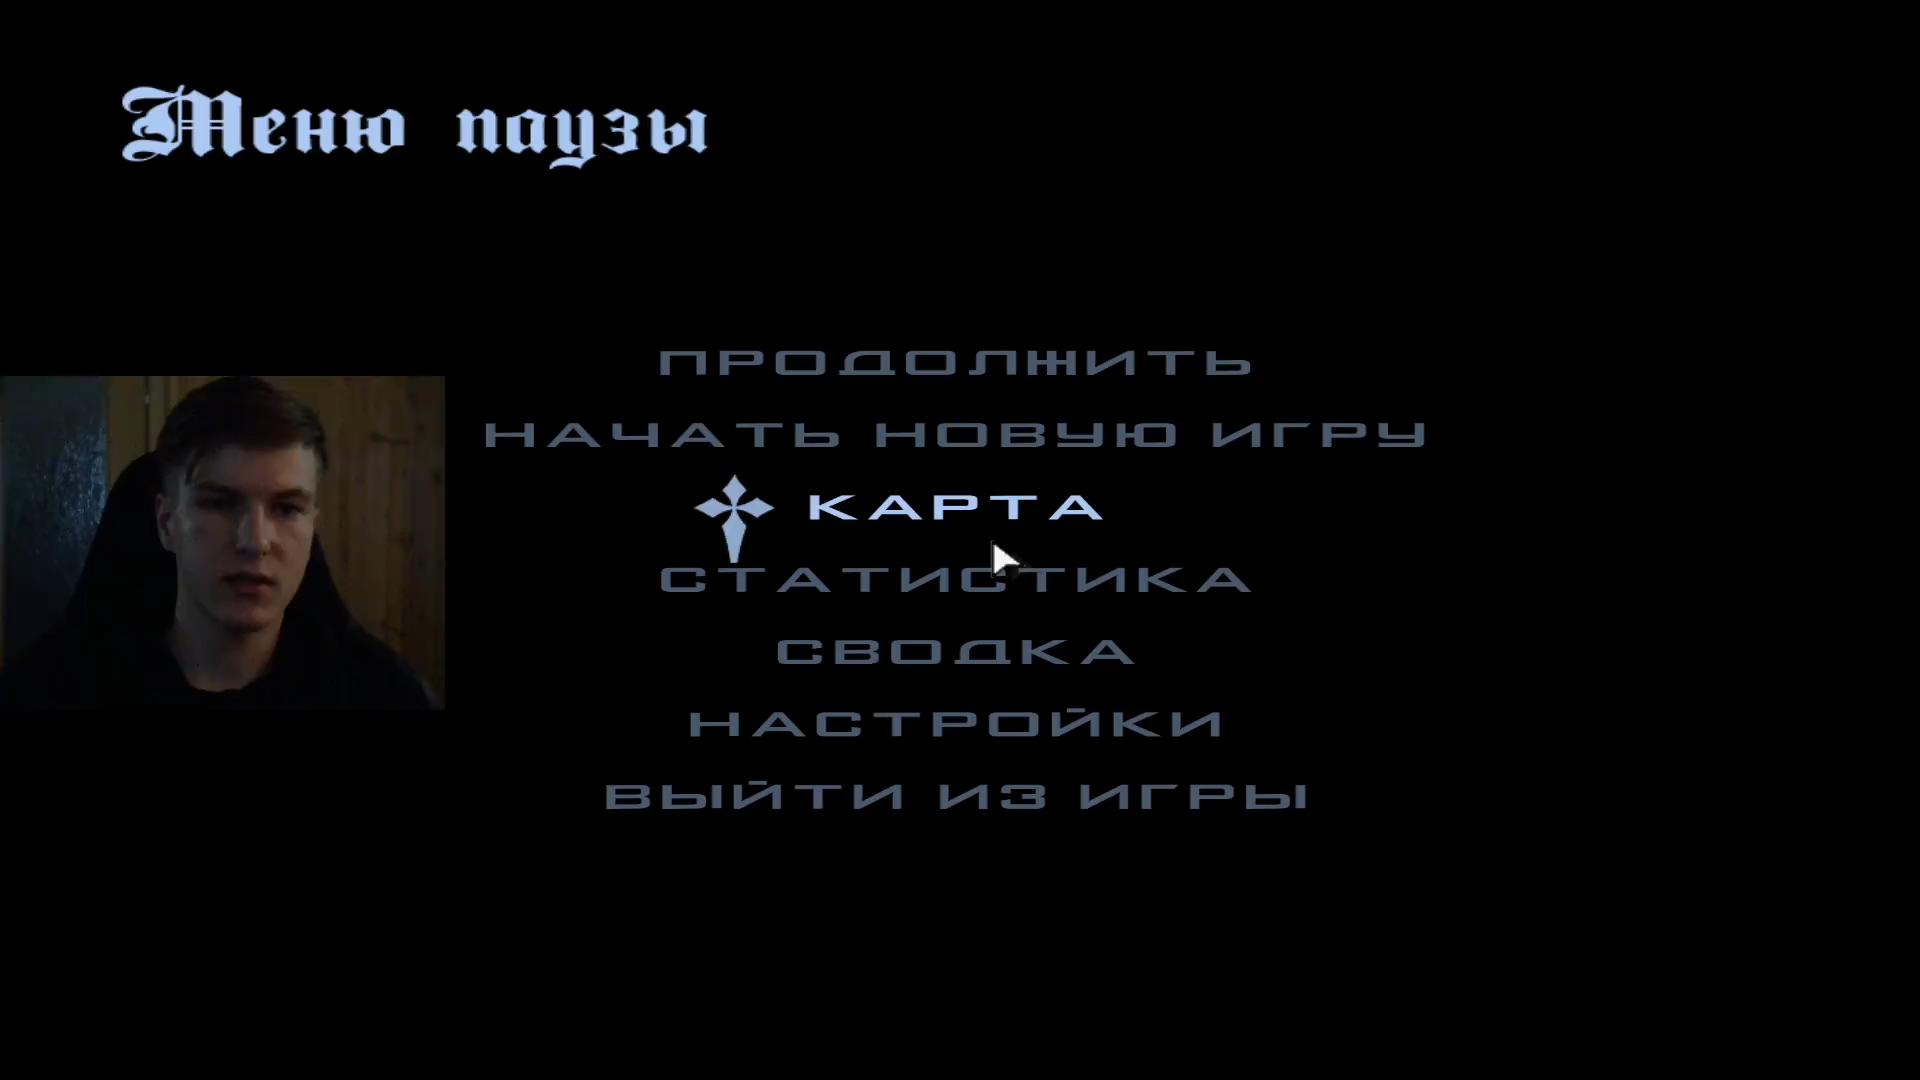 Меню паузы
ПРОДОЛЖИТЬ
НАЧАТЬ НОВУЮ ИГРУ
КАРТА
СТАТИСТИКА
СВОДКА
НАСТРОЙКИ
ВЫЙТИ ИЗ ИГРЫ